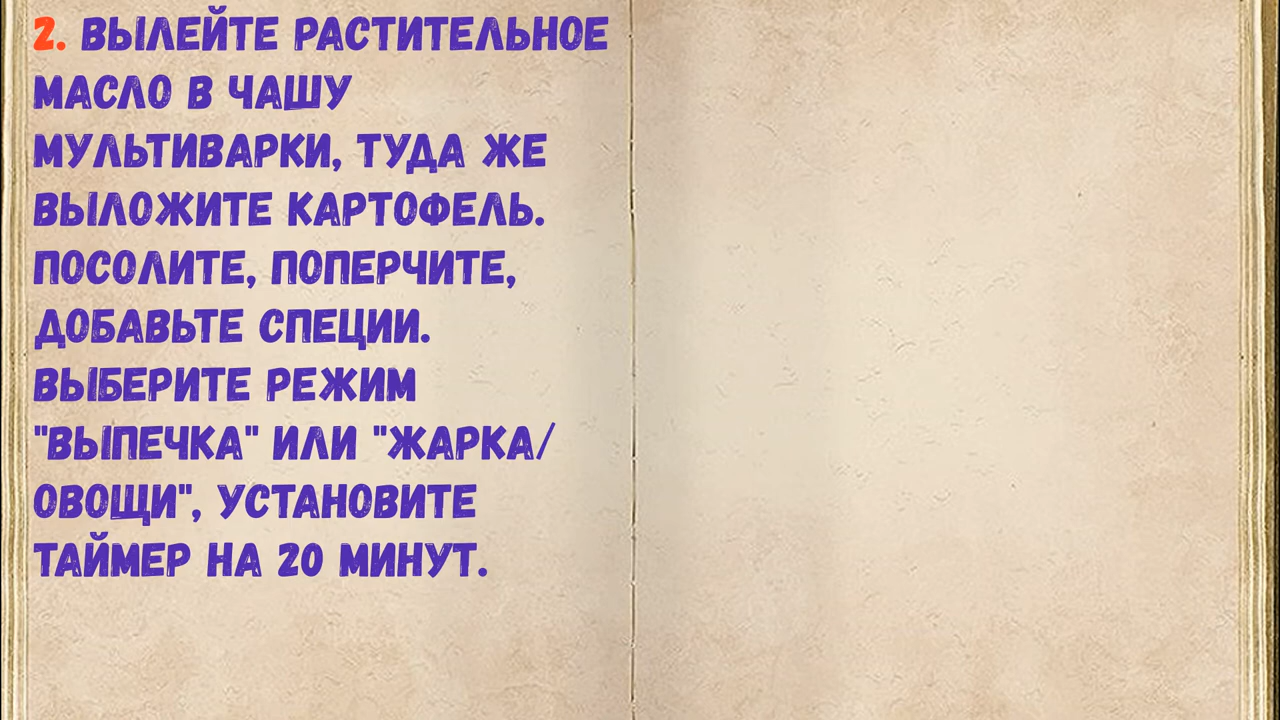 2. ВЫЛЕЙТЕ РАСТИТЕЛЬНОЕ
МАСЛО В ЧАШУ
МУЛЬТИВАРКИ, ТУДА ЖЕ
ВЫЛОЖИТЕ КАРТОФЕЛЬ.
ПОСОЛИТЕ, ПОПЕРЧИТЕ,
ДОБАВЬТЕ СПЕЦИИ.
ВЫБЕРИТЕ РЕЖИМ
"ВЫПЕЧКА" ИЛИ "ЖАРКА/
ОВОЩИ", УСТАНОВИТЕ
ТАЙМЕР НА 20 МИНУТ.